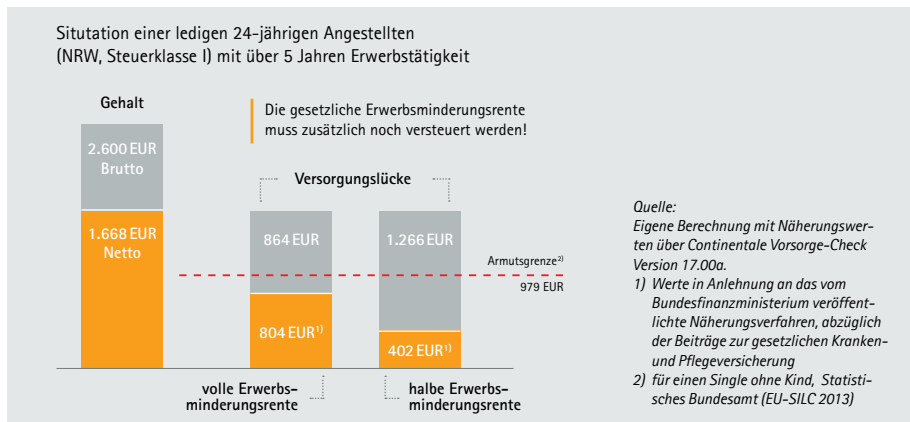 Situtation einer ledigen 24-jährigen Angestellten
(NRW, Steuerklasse I) mit über 5 Jahren Erwerbstätigkeit
Gehalt
Die gesetzliche Erwerbsminderungsrente
muss zusätzlich noch versteuert werden!
2.600 EUR
Brutto
1.668 EUR
Netto
Versorgungslücke
864 EUR
1.266 EUR
Armutsgrenze2)
979 EUR
804 EUR1)
402 EUR1)
volle Erwerbs-
minderungsrente
halbe Erwerbs-
minderungsrente
Quelle:
Eigene Berechnung mit Näherungswer-
ten über Continentale Vorsorge-Check
Version 17.00a.
1) Werte in Anlehnung an das vom
Bundesfinanzministerium veröffent-
lichte Näherungsverfahren, abzüglich
der Beiträge zur gesetzlichen Kranken-
und Pflegeversicherung
2) für einen Single ohne Kind, Statisti-
sches Bundesamt (EU-SILC 2013)